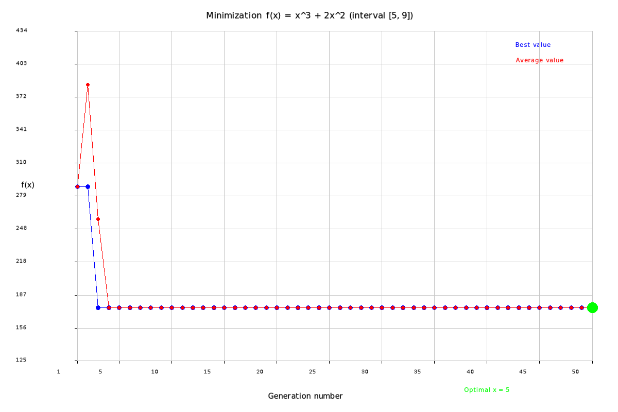 Minimization f(x) = x^3 + 2x^2 (interval [5, 9])
434
Best value
403
Average value
372
341
310
f(x)
279
248
218
187
156
125
1 5 10 15 20 25 30 35 40 45 50
Optimal x = 5
Generation number